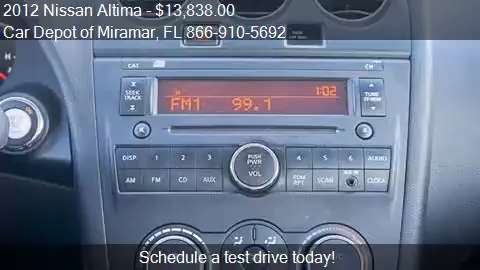 2012 Nissan Altima - $13,838.00
Car Depot of Miramar, FL 866-910-5692
CAT
SEEK TRACK
FM1 99.1
1:02
CH
TUNE
DISP 1 2 3
PUSH PWR VOL
4 5 6 AUDIO
AM FM CD AUX
RDM RPT SCAN CLOCK
Schedule a test drive today!